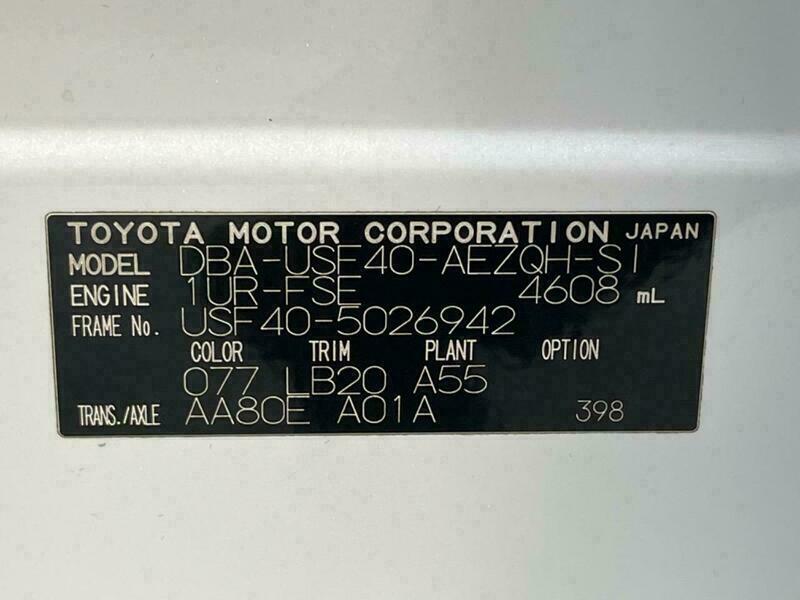 TOYOTA MOTOR CORPORATION JAPAN
MODEL DBA-USF40-AEZQH-SI
ENGINE 1UR-FSE 4608 mL
FRAME No. USF40-5026942
COLOR TRIM PLANT OPTION
077 LB20 A55
TRANS./AXLE AA80E A01A 398